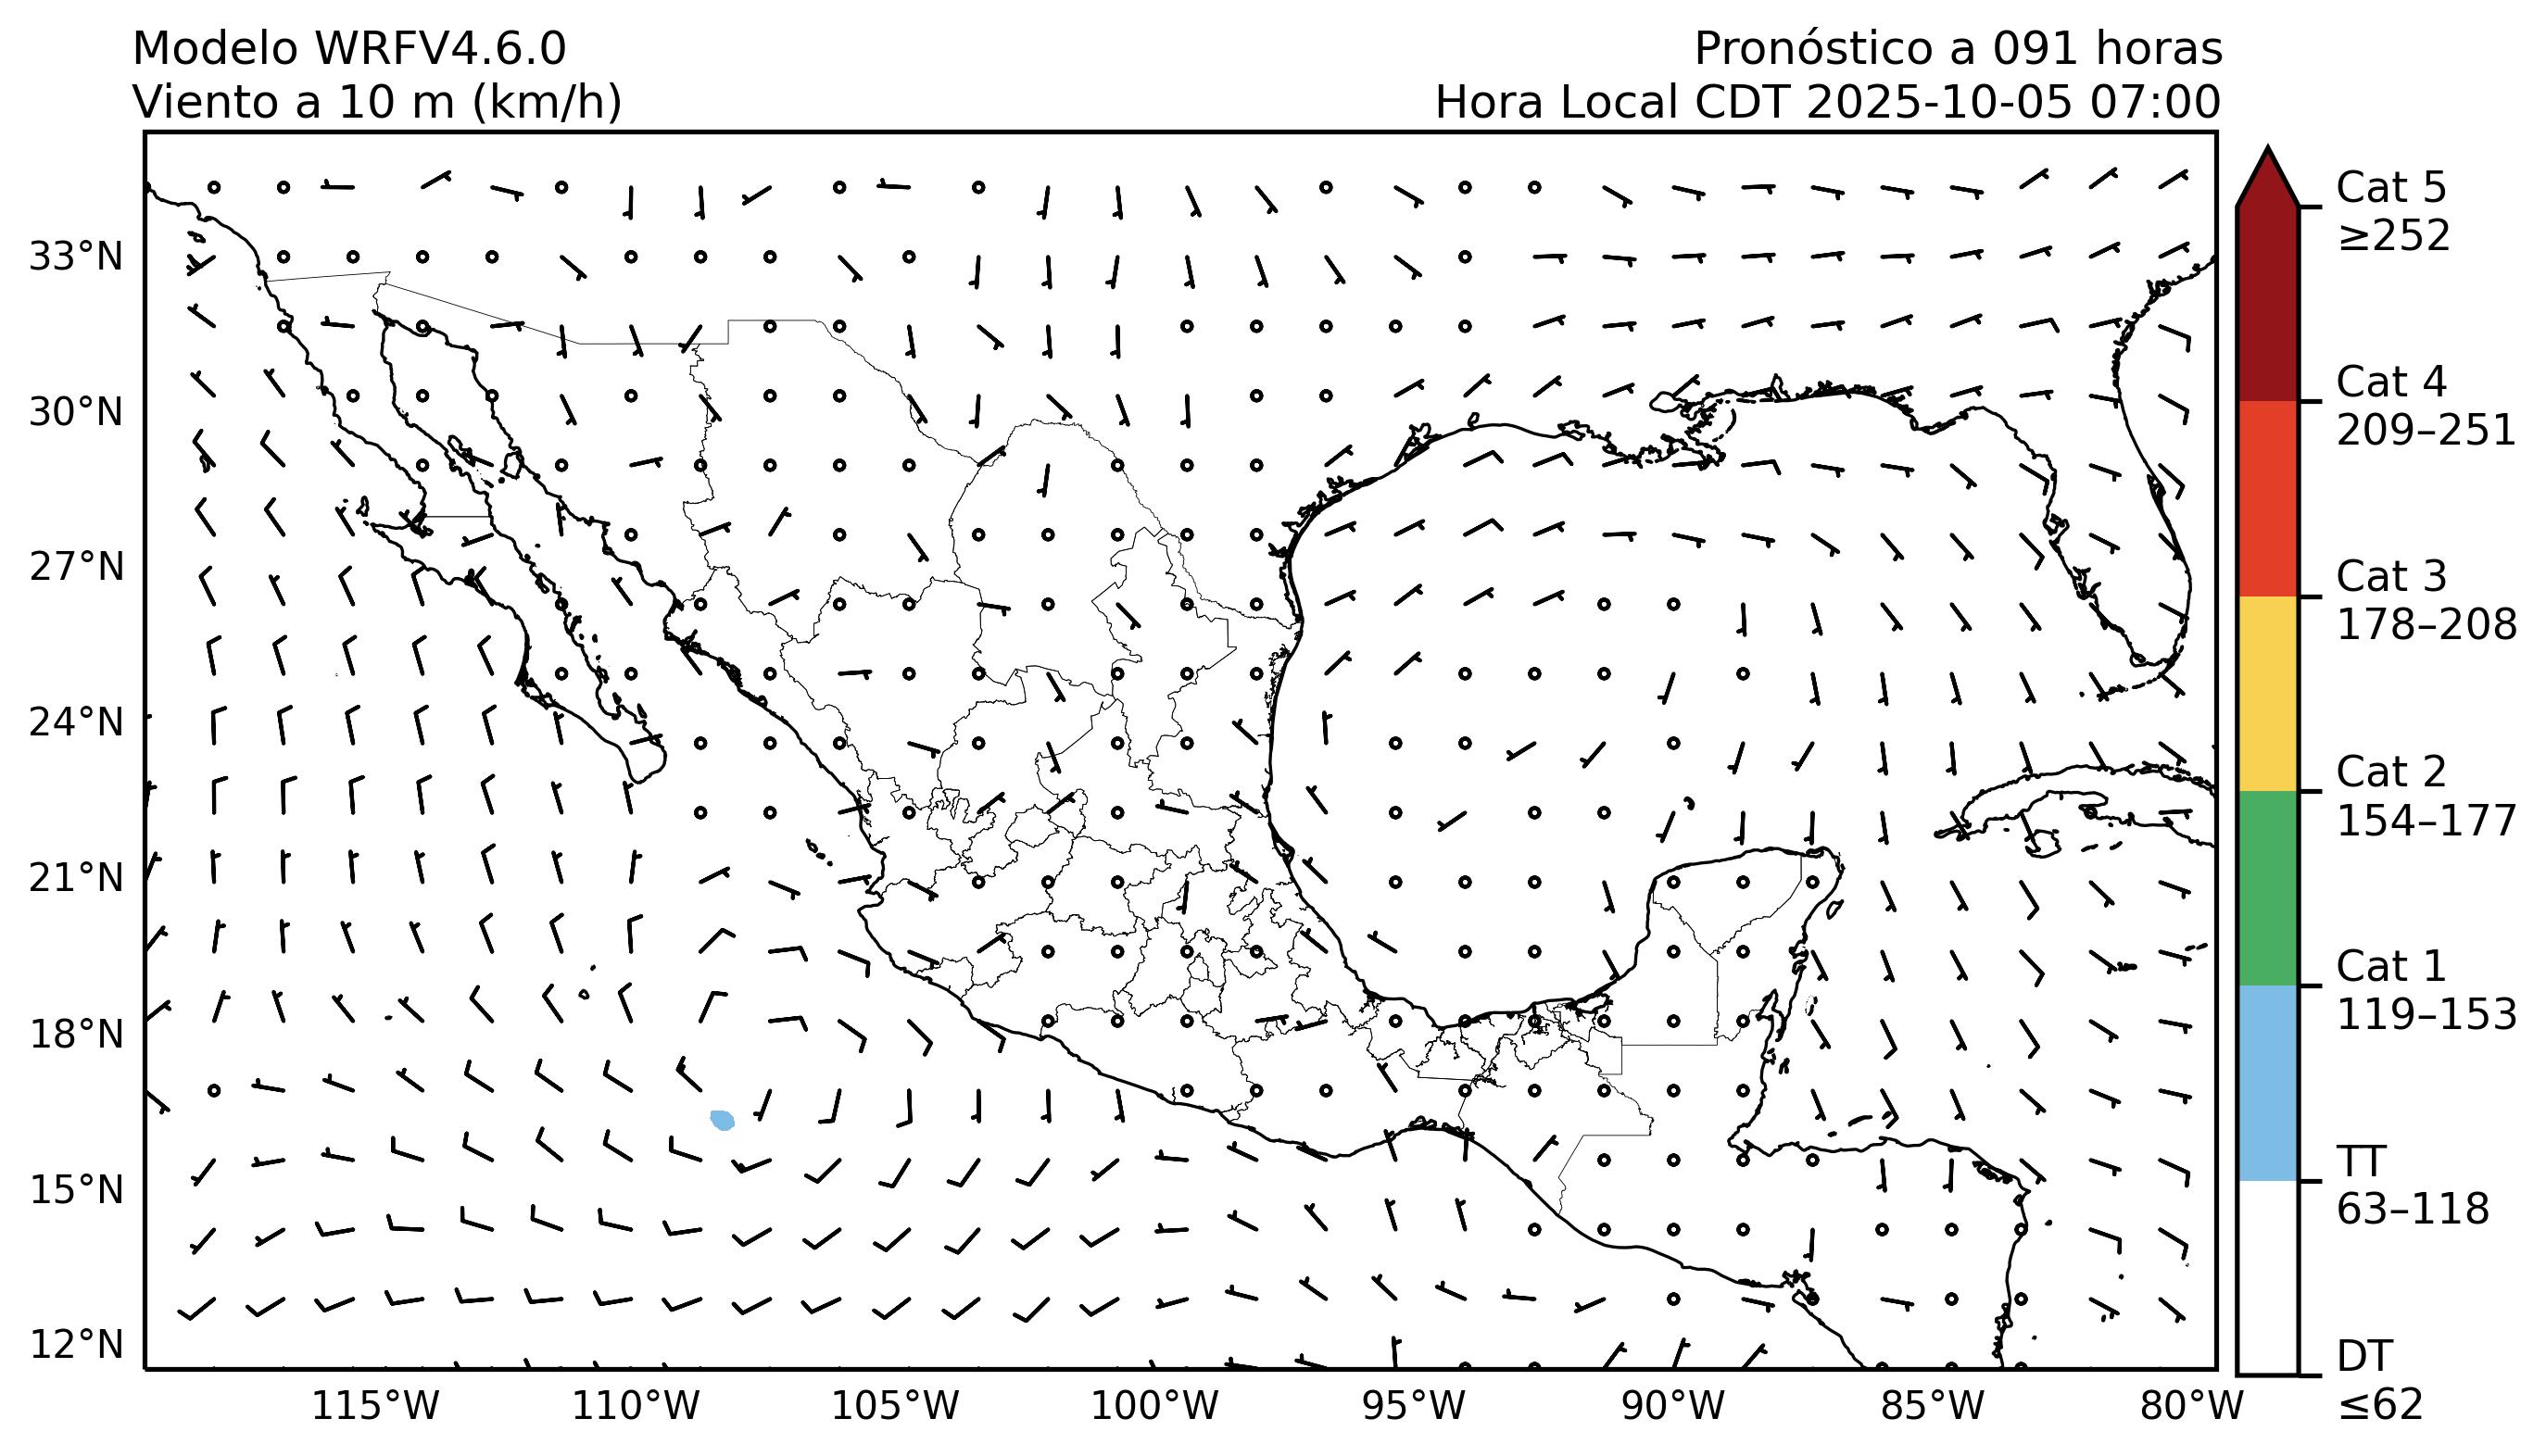 Modelo WRFV4.6.0
Viento a 10 m (km/h)
Pronóstico a 091 horas
Hora Local CDT 2025-10-05 07:00
33°N
30°N
27°N
24°N
21°N
18°N
15°N
12°N
115°W
110°W
105°W
100°W
95°W
90°W
85°W
80°W
Cat 5
≥252
Cat 4
209–251
Cat 3
178–208
Cat 2
154–177
Cat 1
119–153
TT
63–118
DT
≤62